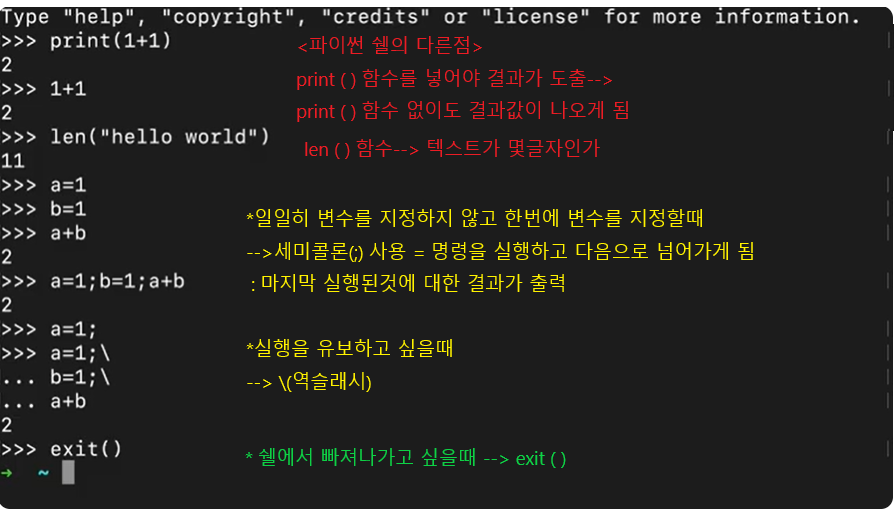 Type "help", "copyright", "credits" or "license" for more information.
>>> print(1+1)
<파이썬 쉘의 다른점>
2
print ( ) 함수를 넣어야 결과가 도출-->
>>> 1+1
2
print ( ) 함수 없이도 결과값이 나오게 됨
>>> len("hello world")
len ( ) 함수--> 텍스트가 몇글자인가
11
>>> a=1
>>> b=1
*일일히 변수를 지정하지 않고 한번에 변수를 지정할때
>>> a+b
2
-->세미콜론(;) 사용 = 명령을 실행하고 다음으로 넘어가게 됨
>>> a=1;b=1;a+b
: 마지막 실행된것에 대한 결과가 출력
2
>>> a=1;
>>> a=1;\
*실행을 유보하고 싶을때
... b=1;\
--> \(역슬래시)
... a+b
2
>>> exit()
* 쉘에서 빠져나가고 싶을때 --> exit ( )
➜ ~